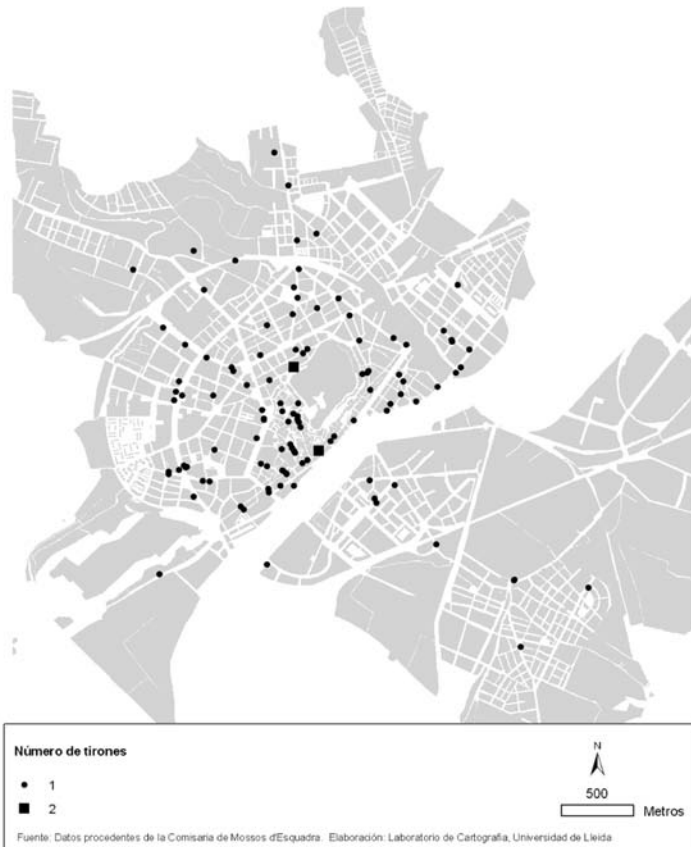 Número de tirones
1
2
N
500
Metros
Fuente: Datos procedentes de la Comisaria de Mossos d'Esquadra. Elaboración: Laboratorio de Cartografía, Universidad de Lleida